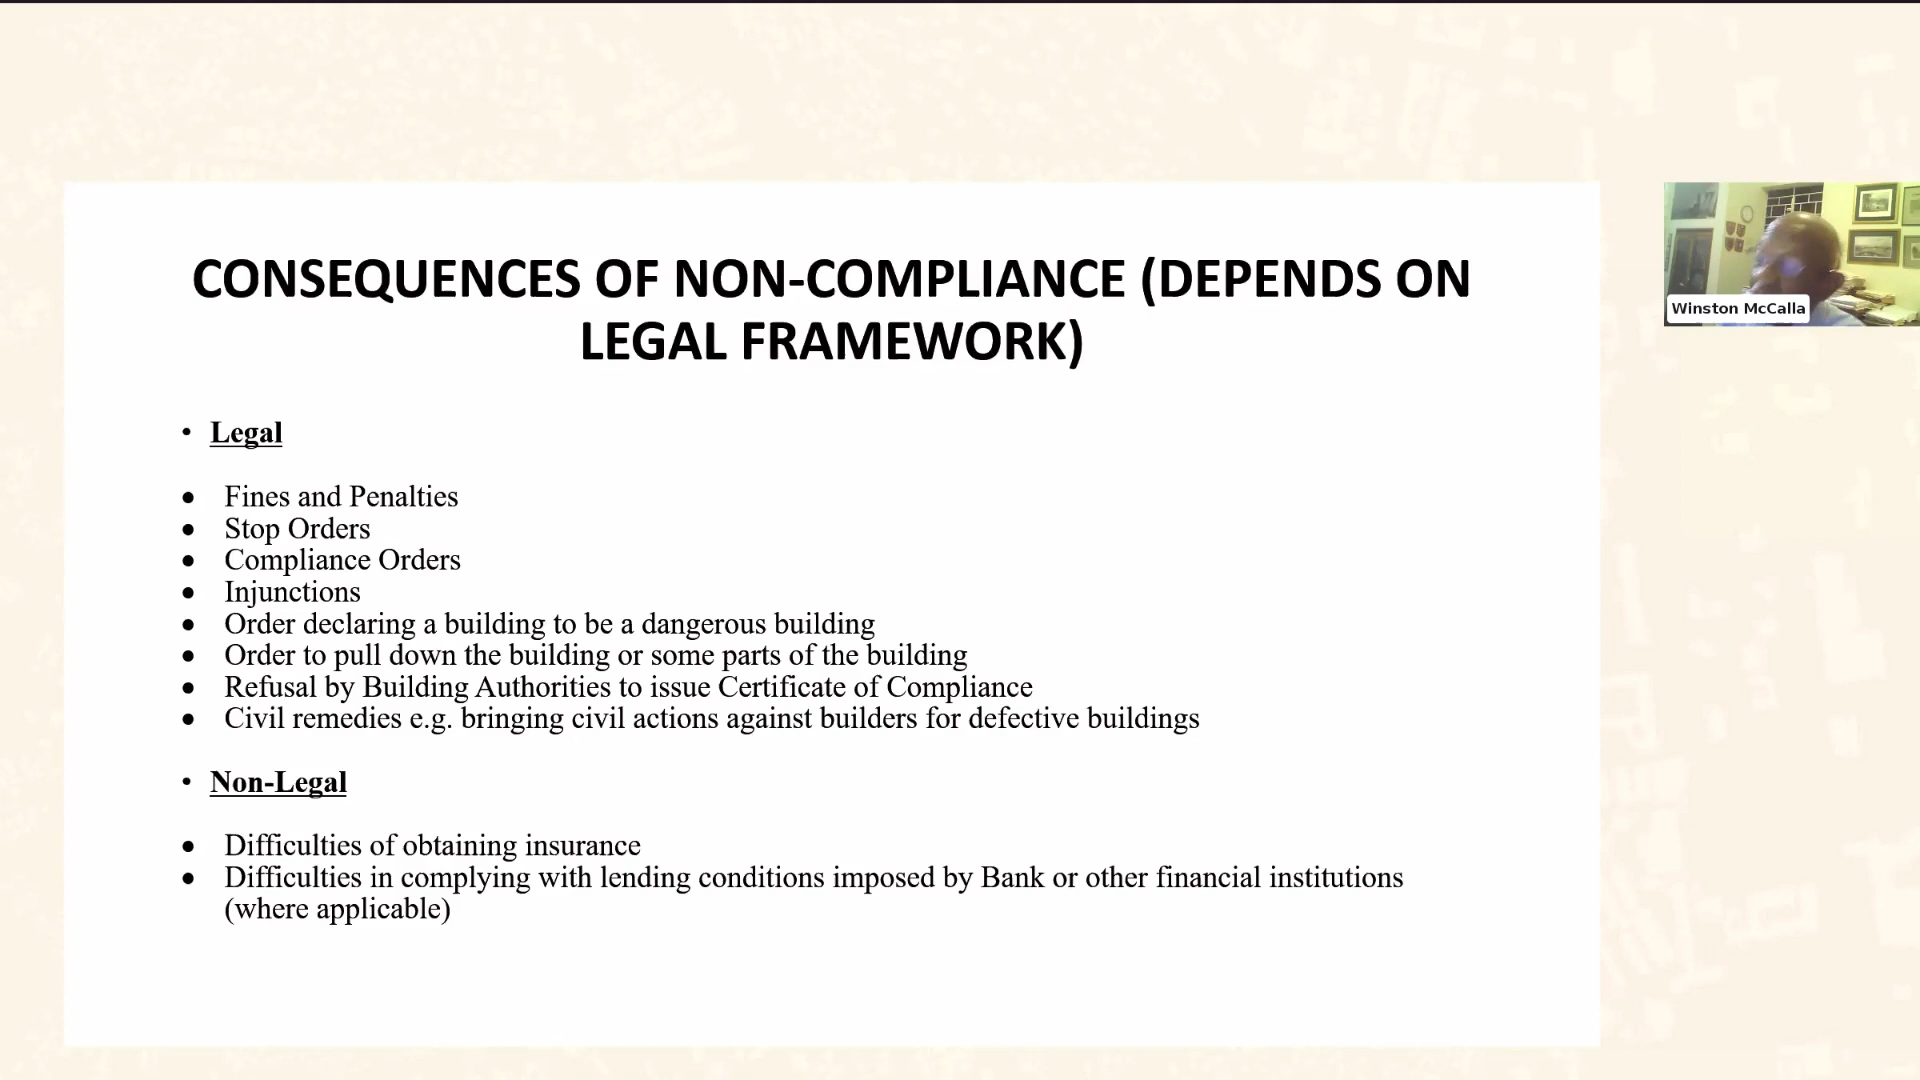 CONSEQUENCES OF NON-COMPLIANCE (DEPENDS ON
LEGAL FRAMEWORK)
Winston McCalla
• Legal
• Fines and Penalties
• Stop Orders
• Compliance Orders
• Injunctions
• Order declaring a building to be a dangerous building
• Order to pull down the building or some parts of the building
• Refusal by Building Authorities to issue Certificate of Compliance
• Civil remedies e.g. bringing civil actions against builders for defective buildings
• Non-Legal
• Difficulties of obtaining insurance
• Difficulties in complying with lending conditions imposed by Bank or other financial institutions
(where applicable)